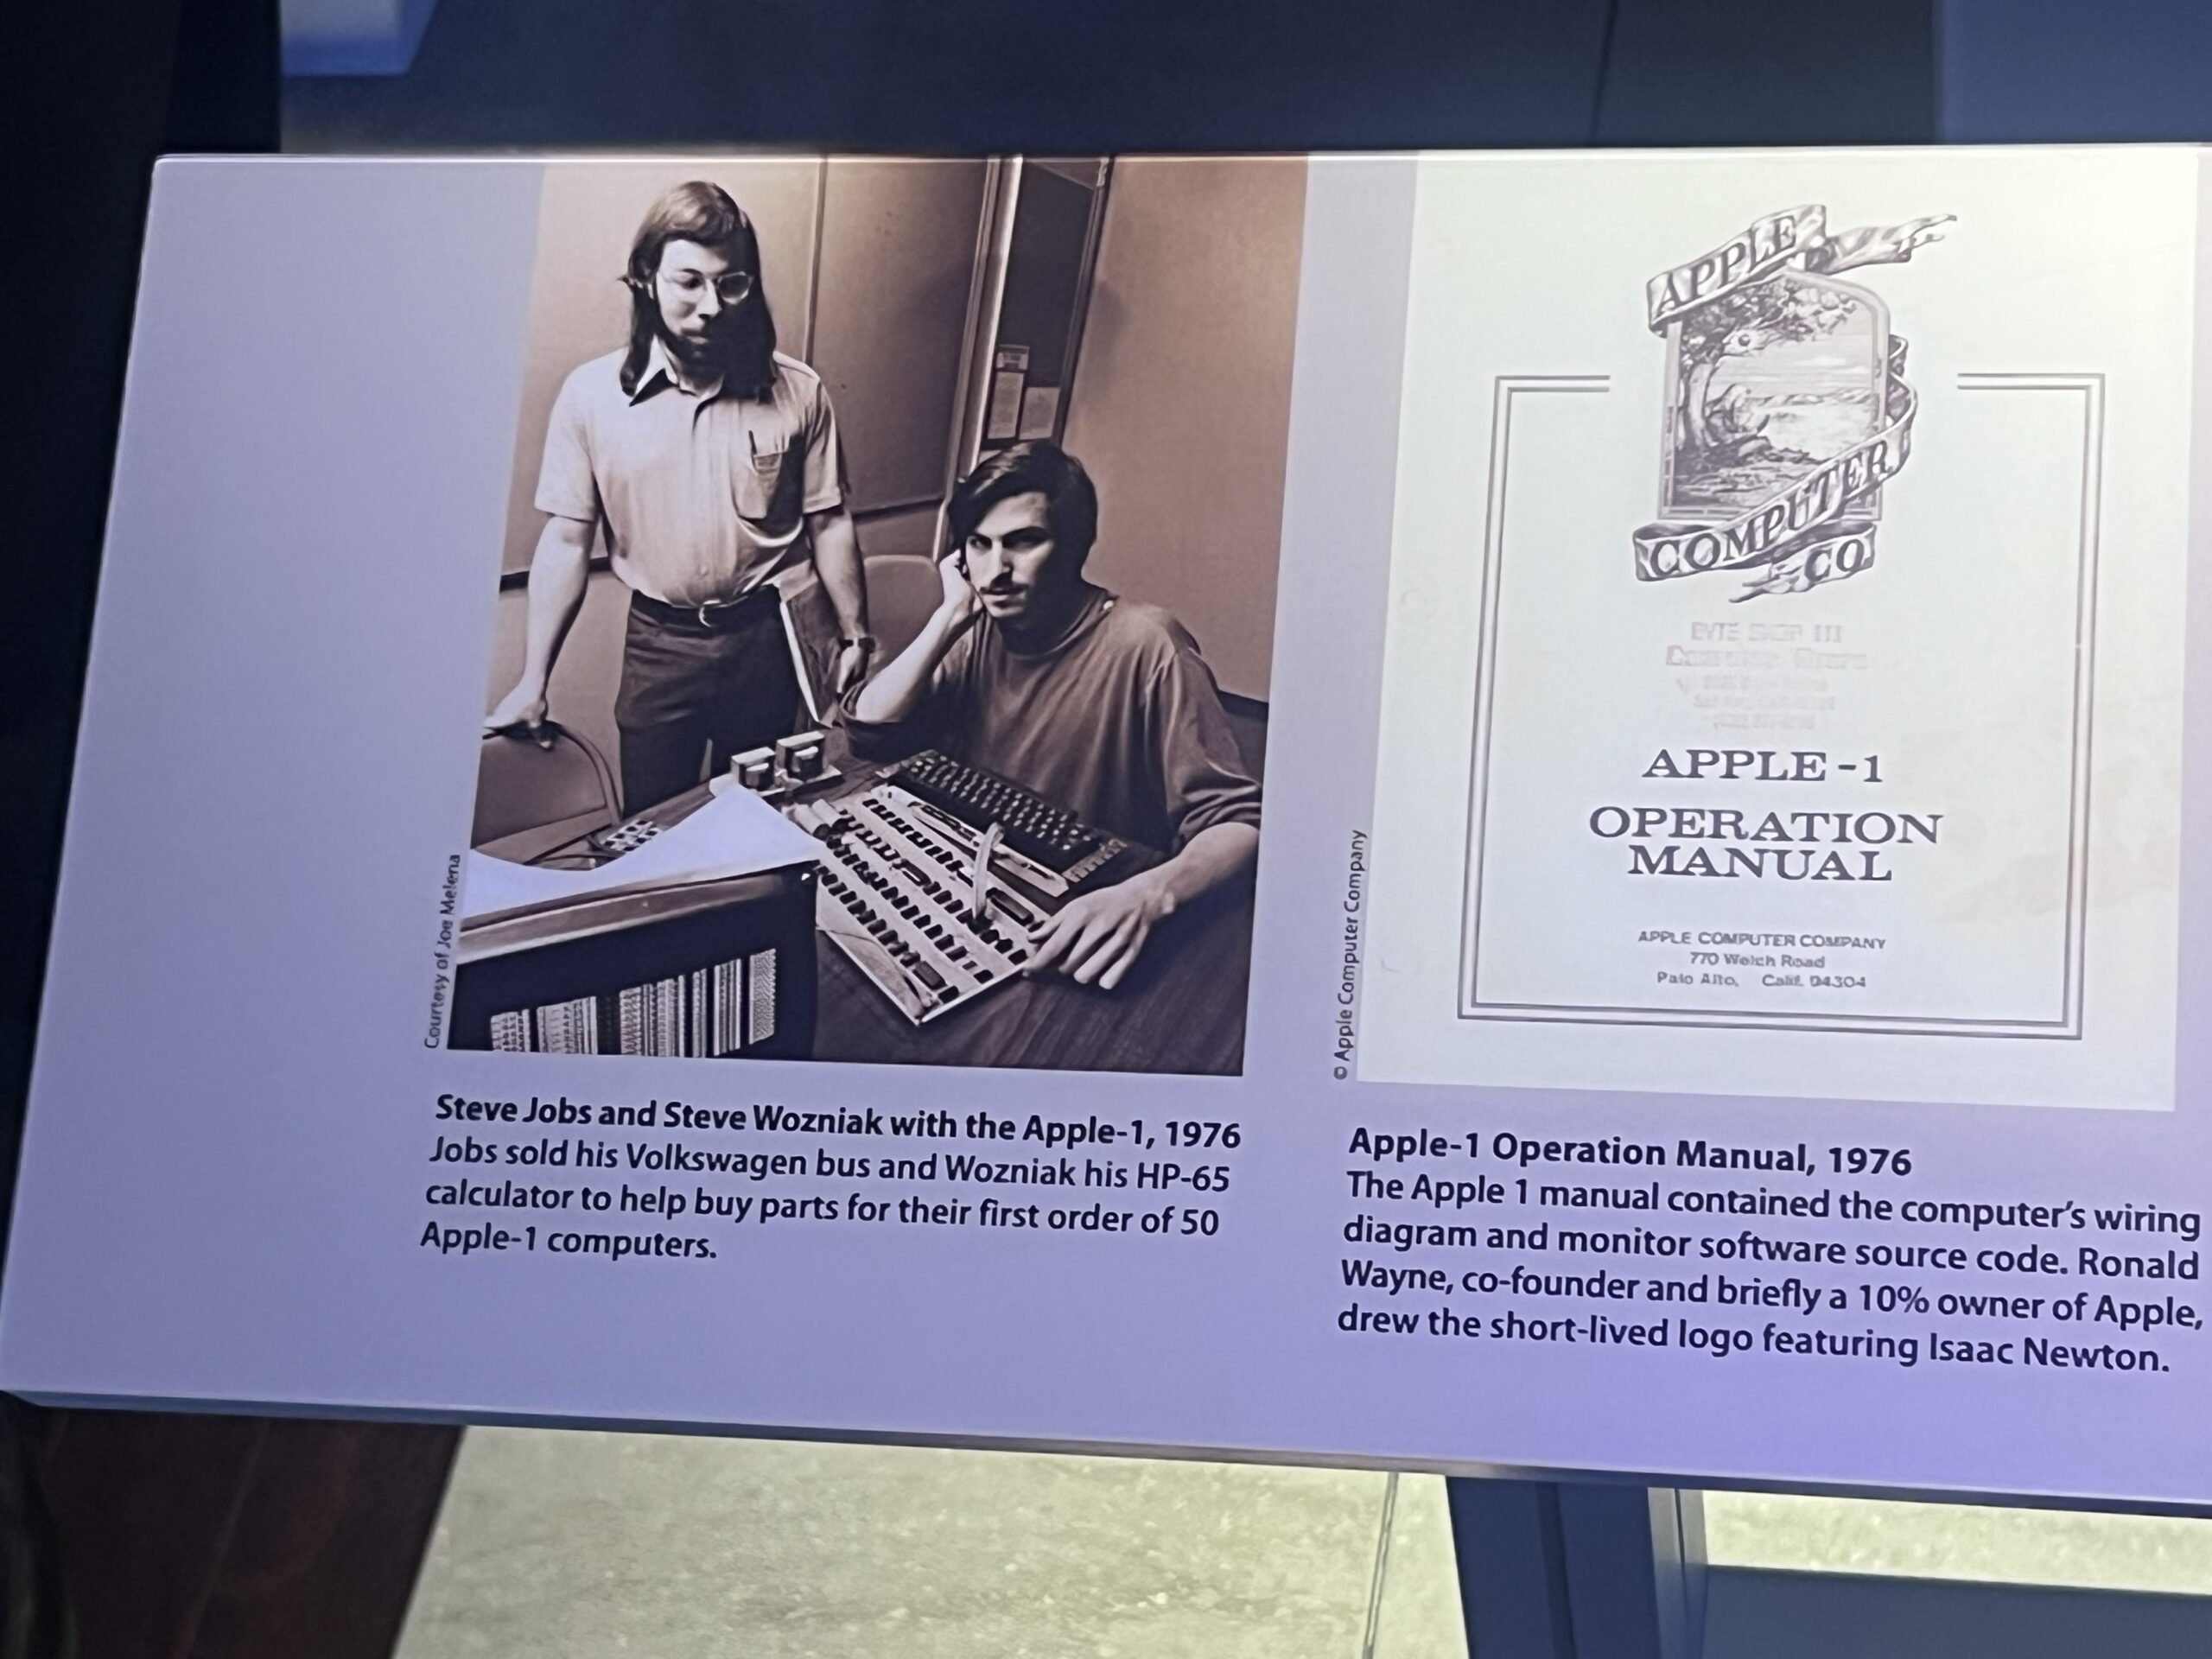 Courtesy of Joe Melena
Steve Jobs and Steve Wozniak with the Apple-1, 1976
Jobs sold his Volkswagen bus and Wozniak his HP-65
calculator to help buy parts for their first order of 50
Apple-1 computers.
© Apple Computer Company
APPLE
COMPUTER
CO
BYTE SHOP
APPLE-1
OPERATION
MANUAL
APPLE COMPUTER COMPANY
770 Welch Road
Palo Alto, Calif. 94304
Apple-1 Operation Manual, 1976
The Apple 1 manual contained the computer's wiring
diagram and monitor software source code. Ronald
Wayne, co-founder and briefly a 10% owner of Apple,
drew the short-lived logo featuring Isaac Newton.